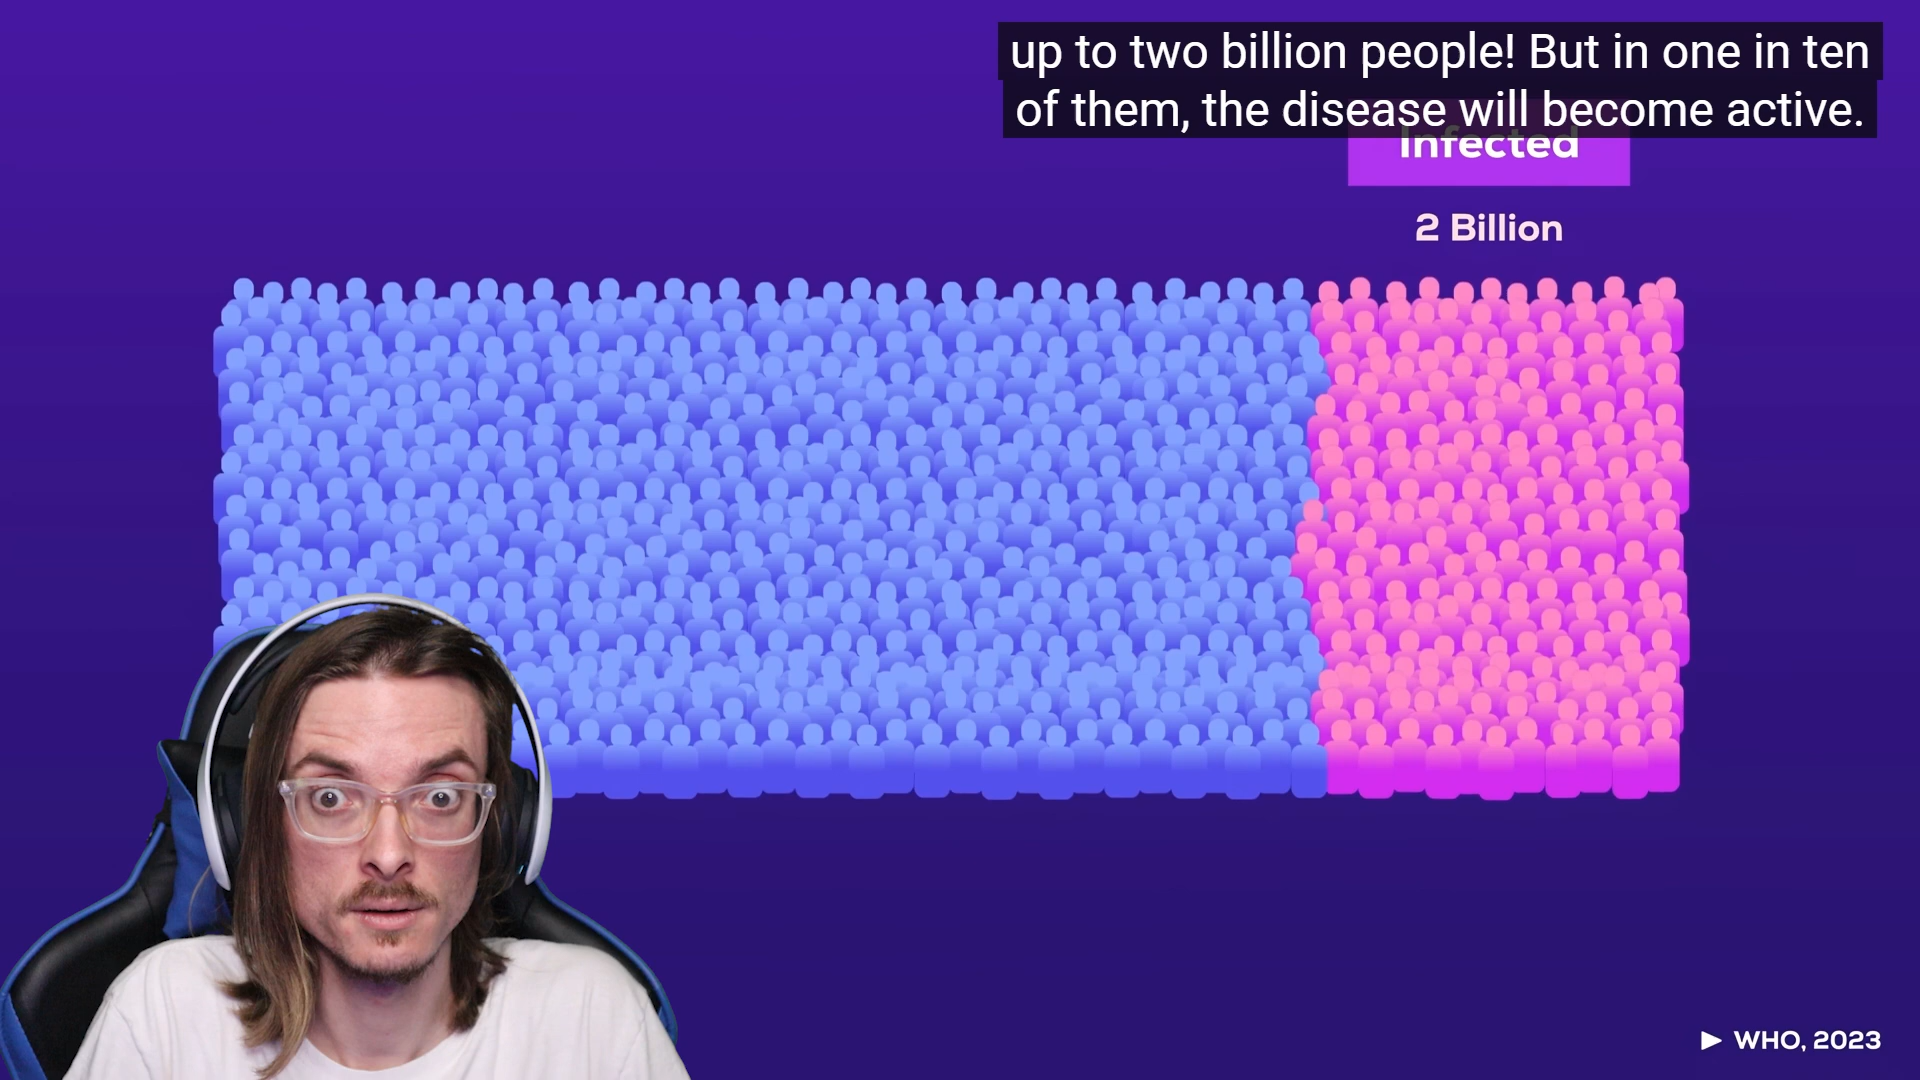 up to two billion people! But in one in ten
of them, the disease will become active.
Infected
2 Billion
▶ WHO, 2023